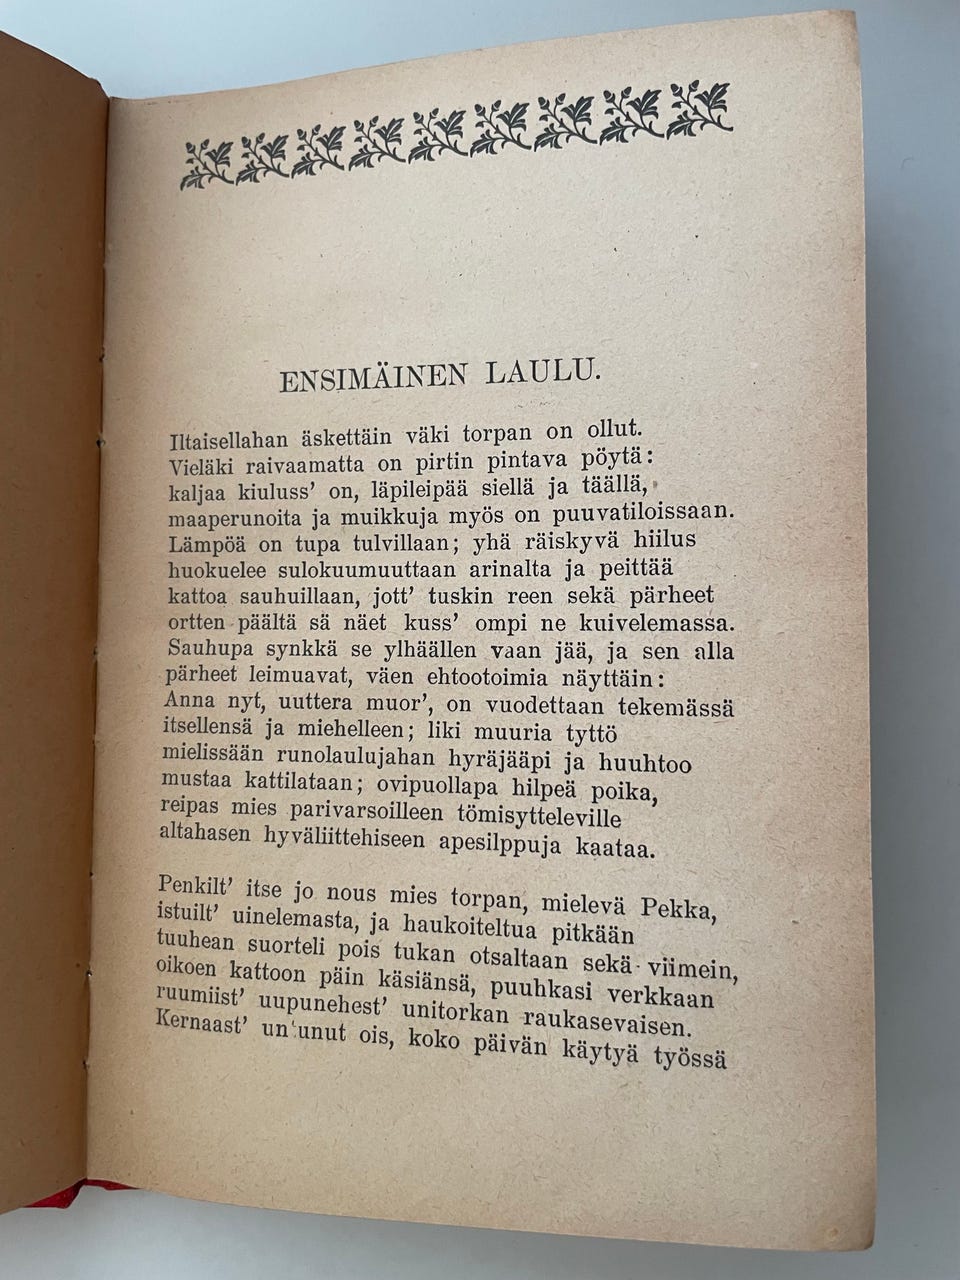 ENSIMÄINEN LAULU.
Iltaisellahan äskettäin väki torpan on ollut.
Vieläki raivaamatta on pirtin pintava pöytä:
kaljaa kiuluss’ on, läpileipää siellä ja täällä,
maaperunoita ja muikkuja myös on puuvatiloissaan.
Lämpöä on tupa tulvillaan; yhä räiskyvä hiilus
huokuelee sulokuumuuttaan arinalta ja peittää
kattoa sauhuillaan, jott’ tuskin reen sekä pärheet
ortten päältä sä näet kuss’ ompi ne kuivelemassa.
Sauhupa synkkä se ylhäällen vaan jää, ja sen alla
pärheet leimuavat, väen ehtootoimia näyttäin:
Anna nyt, uuttera muor’, on vuodettaan tekemässä
itsellensä ja miehelleen; liki muuria tyttö
mielissään runolaulujahan hyräjääpi ja huuhtoo
mustaa kattilataan; ovipuollapa hilpeä poika,
reipas mies parivarsoilleen tömisytteleville
altahasen hyväliittehiseen apesilppuja kaataa.
Penkilt’ itse jo nous mies torpan, mielevä Pekka,
istuilt’ uinelemasta, ja haukoiteltua pitkään
tuuhean suorteli pois tukan otsaltaan sekä viimein,
oikoen kattoon päin käsiänsä, puuhkasi verkkaan
ruumiist’ uupunehest’ unitorkan raukasevaisen.
Kernaast’ ois, koko päivän käytyä työssä